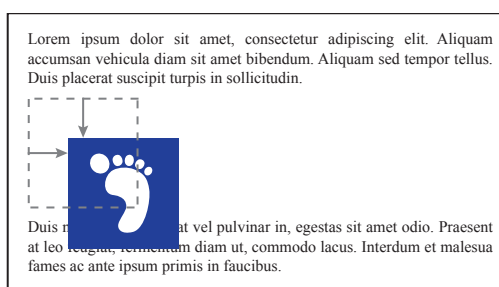 Lorem ipsum dolor sit amet, consectetur adipiscing elit. Aliquam
accumsan vehicula diam sit amet bibendum. Aliquam sed tempor tellus.
Duis placerat suscipit turpis in sollicitudin.
Duis at vel pulvinar in, egestas sit amet odio. Praesent
at leo diam ut, commodo lacus. Interdum et malesua
fames ac ante ipsum primis in faucibus.